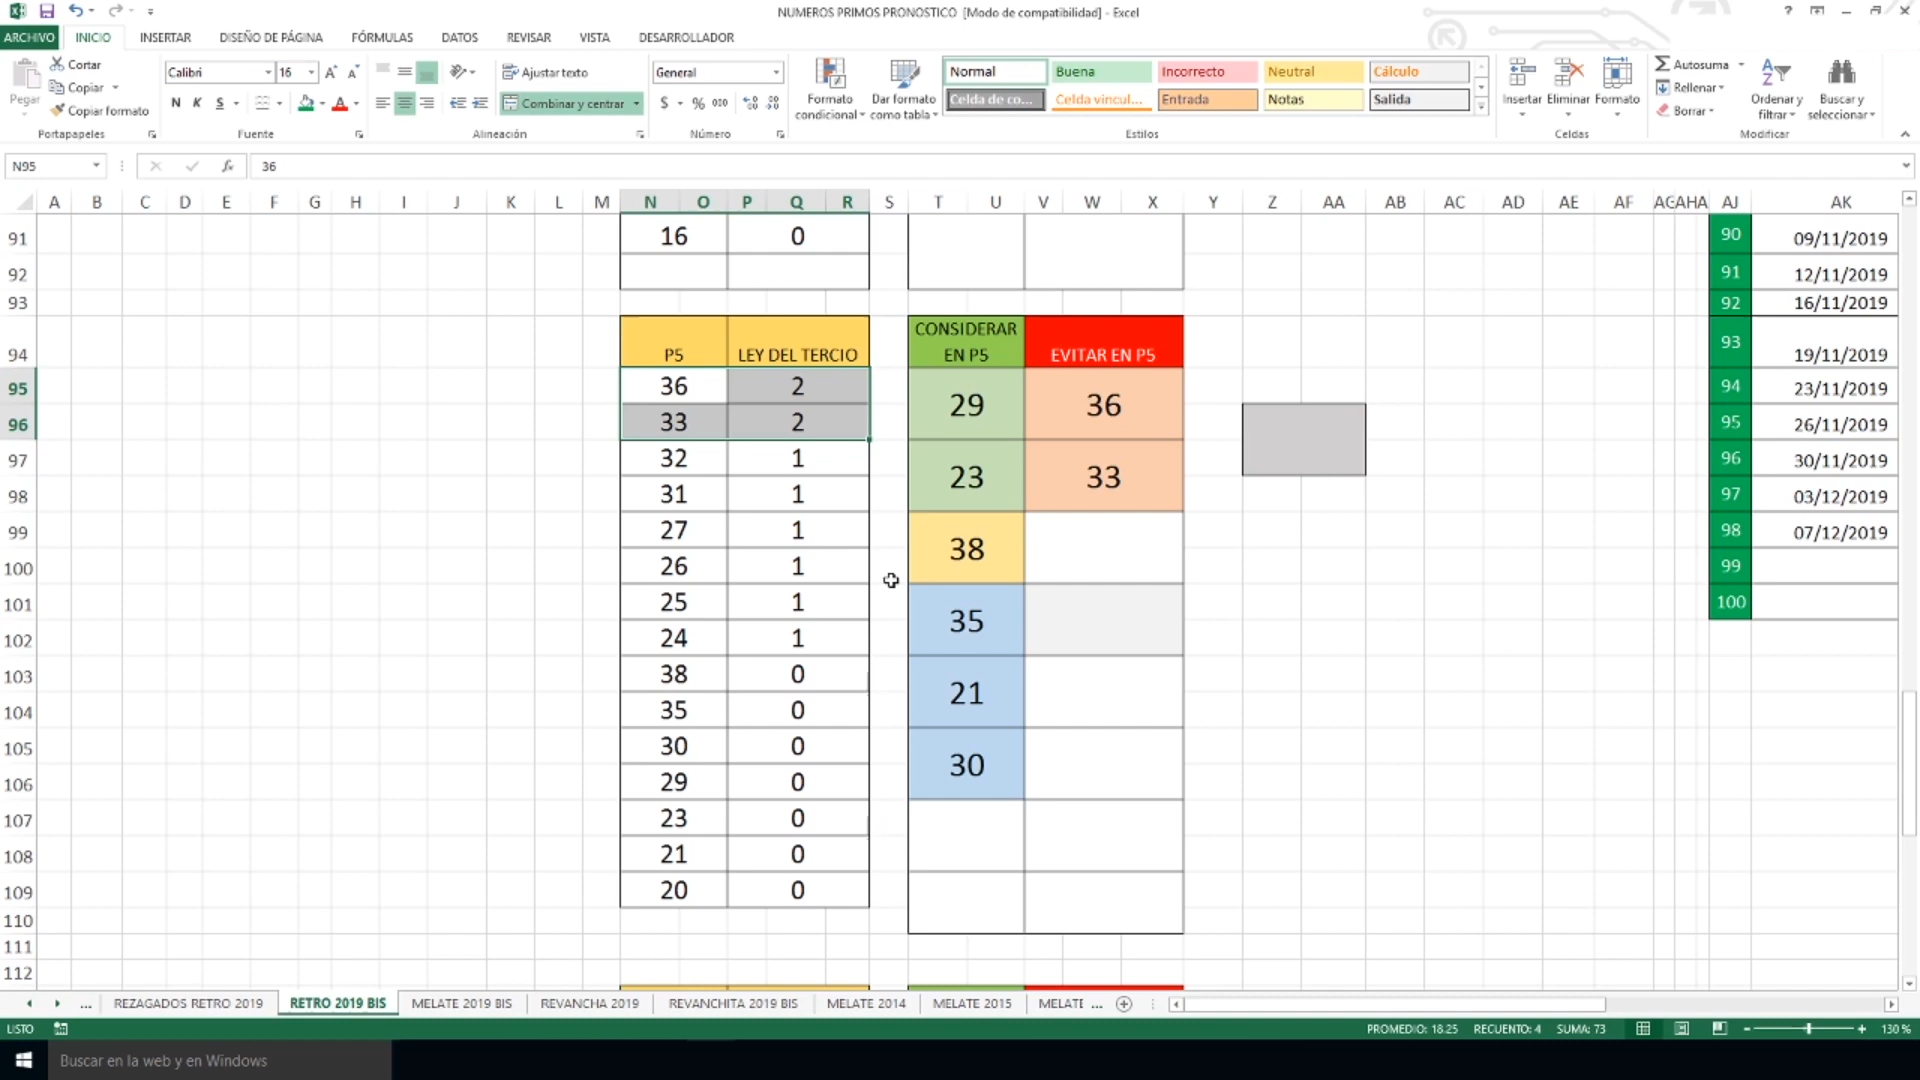 NUMEROS PRIMOS PRONOSTICO [Modo de compatibilidad] - Excel
ARCHIVO INICIO INSERTAR DISEÑO DE PÁGINA FÓRMULAS DATOS REVISAR VISTA DESARROLLADOR
Pegar
Cortar
Copiar
Copiar formato
Portapapeles
Calibri 16
N K S
Fuente
Ajustar texto
Combinar y centrar
Alineación
General
$ % 000
Número
Formato condicional
Dar formato como tabla
Normal Buena Incorrecto Neutral Cálculo
Celda de co... Celda vincul... Entrada Notas Salida
Estilos
Insertar Eliminar Formato
Celdas
Autosuma
Rellenar
Borrar
Ordenar y filtrar
Buscar y seleccionar
Modificar
N95 fx 36
A B C D E F G H I J K L M N O P Q R S T U V W X Y Z AA AB AC AD AE AF AJ AK
91 16 0 90 09/11/2019
92 91 12/11/2019
93 92 16/11/2019
94 P5 LEY DEL TERCIO CONSIDERAR EN P5 EVITAR EN P5 93 19/11/2019
95 36 2 29 36 94 23/11/2019
96 33 2 95 26/11/2019
97 32 1 23 33 96 30/11/2019
98 31 1 97 03/12/2019
99 27 1 38 98 07/12/2019
100 26 1 99
101 25 1 35 100
102 24 1
103 38 0 21
104 35 0
105 30 0 30
106 29 0
107 23 0
108 21 0
109 20 0
110
111
112
... REZAGADOS RETRO 2019 RETRO 2019 BIS MELATE 2019 BIS REVANCHA 2019 REVANCHITA 2019 BIS MELATE 2014 MELATE 2015 MELATE ...
LISTO PROMEDIO: 18.25 RECUENTO: 4 SUMA: 73 130 %
Buscar en la web y en Windows